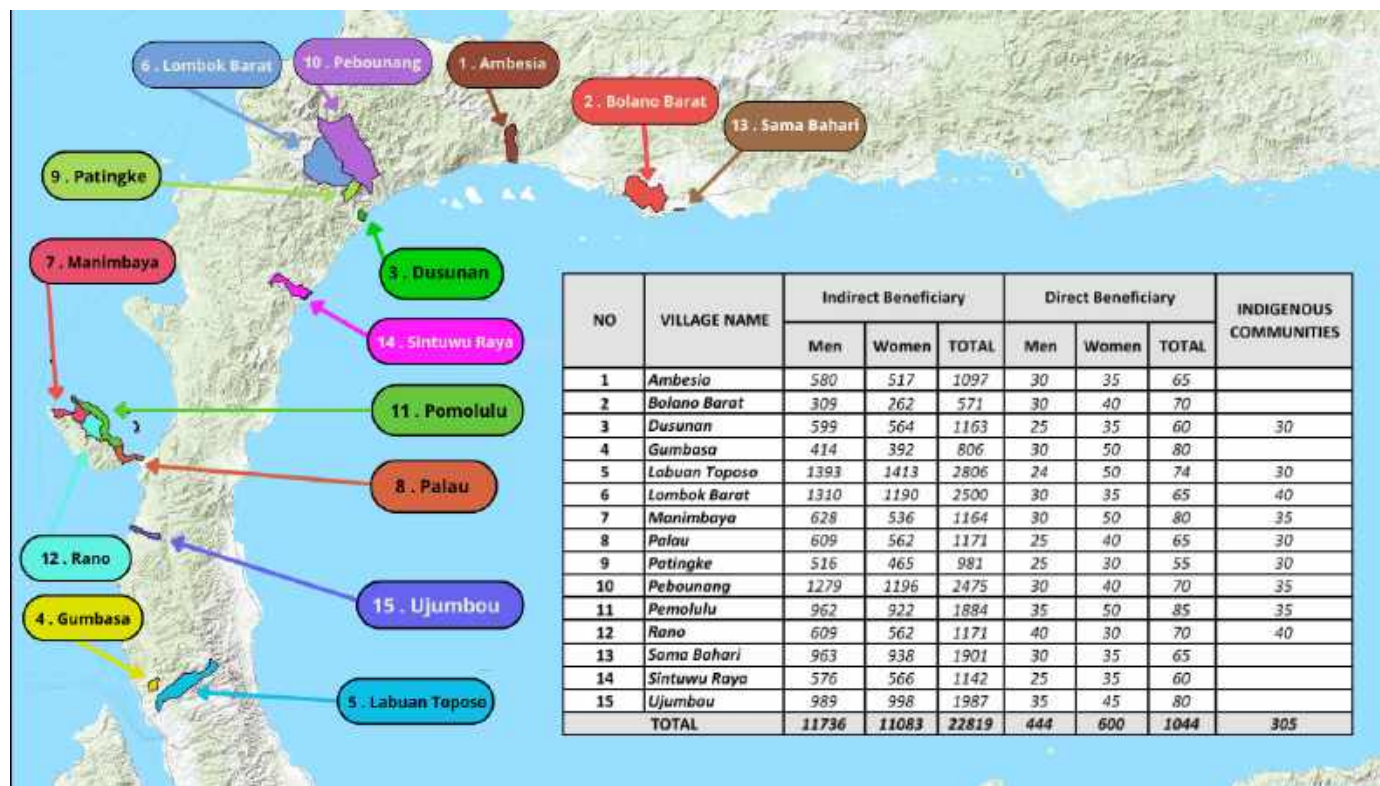 6 . Lombok Barat
10 . Pebounang
1 . Ambesia
2 . Bolano Barat
13 . Sama Bahari
9 . Patingke
7 . Manimbaya
3 . Dusunan
14 . Sintuwu Raya
11 . Pomolulu
8 . Palau
12 . Rano
15 . Ujumbou
4 . Gumbasa
5 . Labuan Toposo
NO VILLAGE NAME Indirect Beneficiary Direct Beneficiary INDIGENOUS COMMUNITIES
Men Women TOTAL Men Women TOTAL
1 Ambesia 580 517 1097 30 35 65
2 Bolano Barat 309 262 571 30 40 70
3 Dusunan 599 564 1163 25 35 60 30
4 Gumbasa 414 392 806 30 50 80
5 Labuan Toposo 1393 1413 2806 24 50 74 30
6 Lombok Barat 1310 1190 2500 30 35 65 40
7 Manimbaya 628 536 1164 30 50 80 35
8 Palau 609 562 1171 25 40 65 30
9 Patingke 516 465 981 25 30 55 30
10 Pebounang 1279 1196 2475 30 40 70 35
11 Pemolulu 962 922 1884 35 50 85 35
12 Rano 609 562 1171 40 30 70 40
13 Sama Bahari 963 938 1901 30 35 65
14 Sintuwu Raya 576 566 1142 25 35 60
15 Ujumbou 989 998 1987 35 45 80
TOTAL 11736 11083 22819 444 600 1044 305